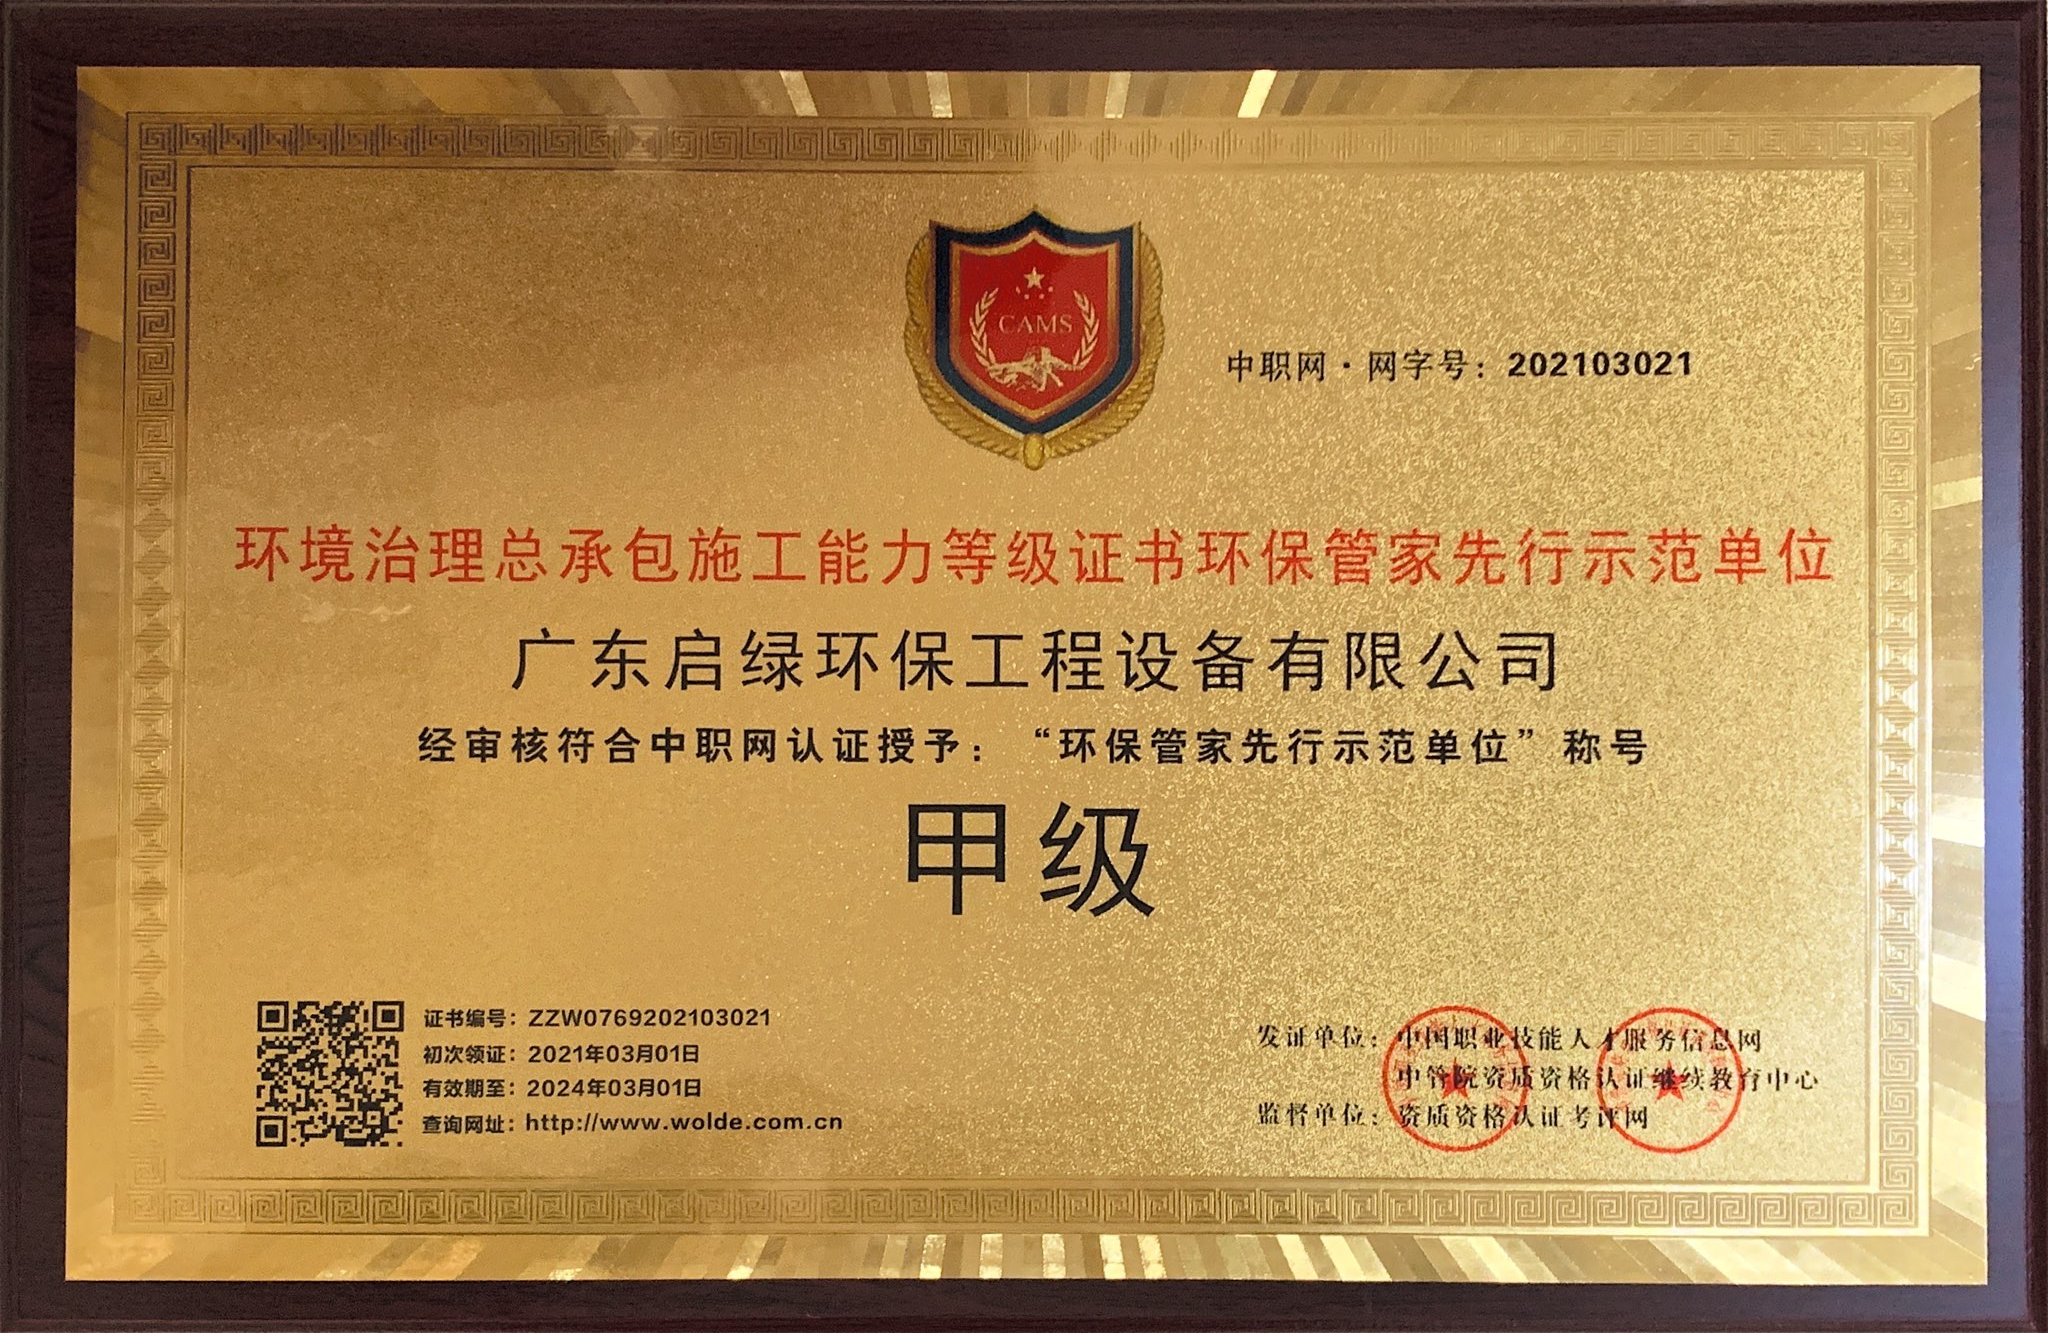 CAMS
中职网·网字号：202103021
环境治理总承包施工能力等级证书环保管家先行示范单位
广东启绿环保工程设备有限公司
经审核符合中职网认证授予：“环保管家先行示范单位”称号
甲级
证书编号：ZZW0769202103021
初次领证：2021年03月01日
有效期至：2024年03月01日
查询网址：http://www.wolde.com.cn
发证单位：中国职业技能人才服务信息网
中管院资质资格认证继续教育中心
监督单位：资质资格认证考评网